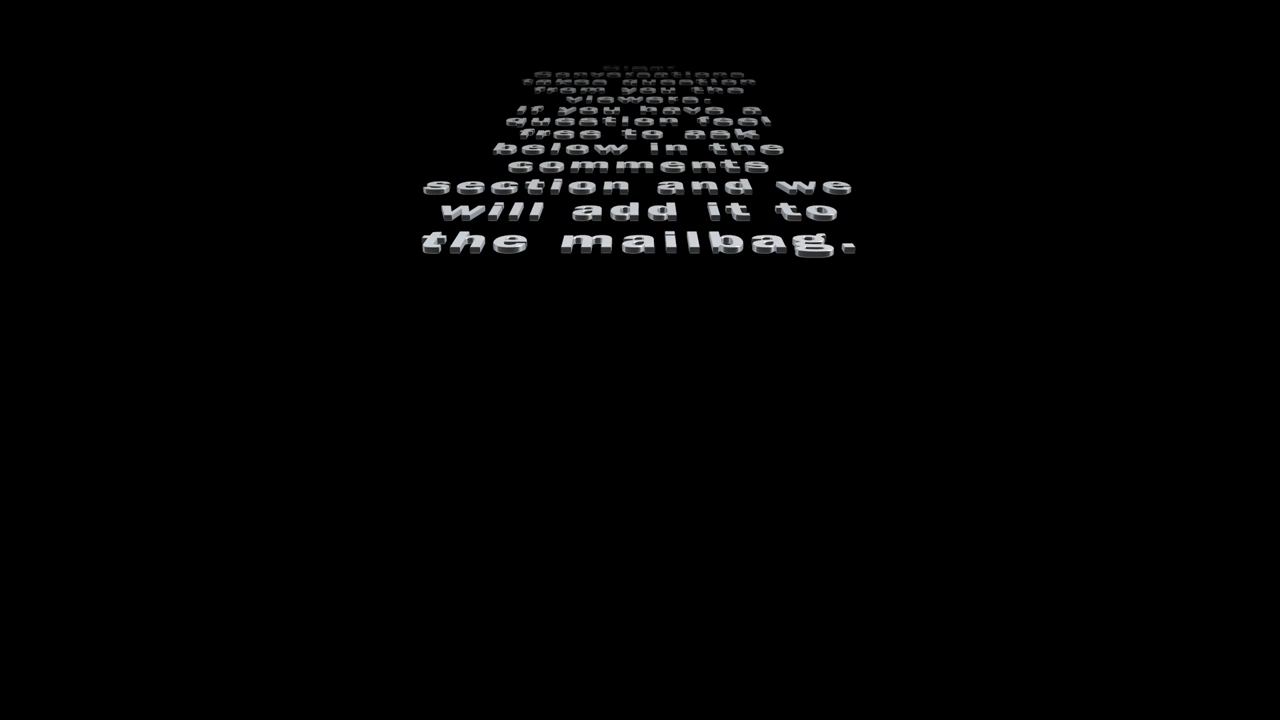 Conversations
takes question
from you the
viewers.
If you have a
question feel
free to ask
below in the
comments
section and we
will add it to
the mailbag.